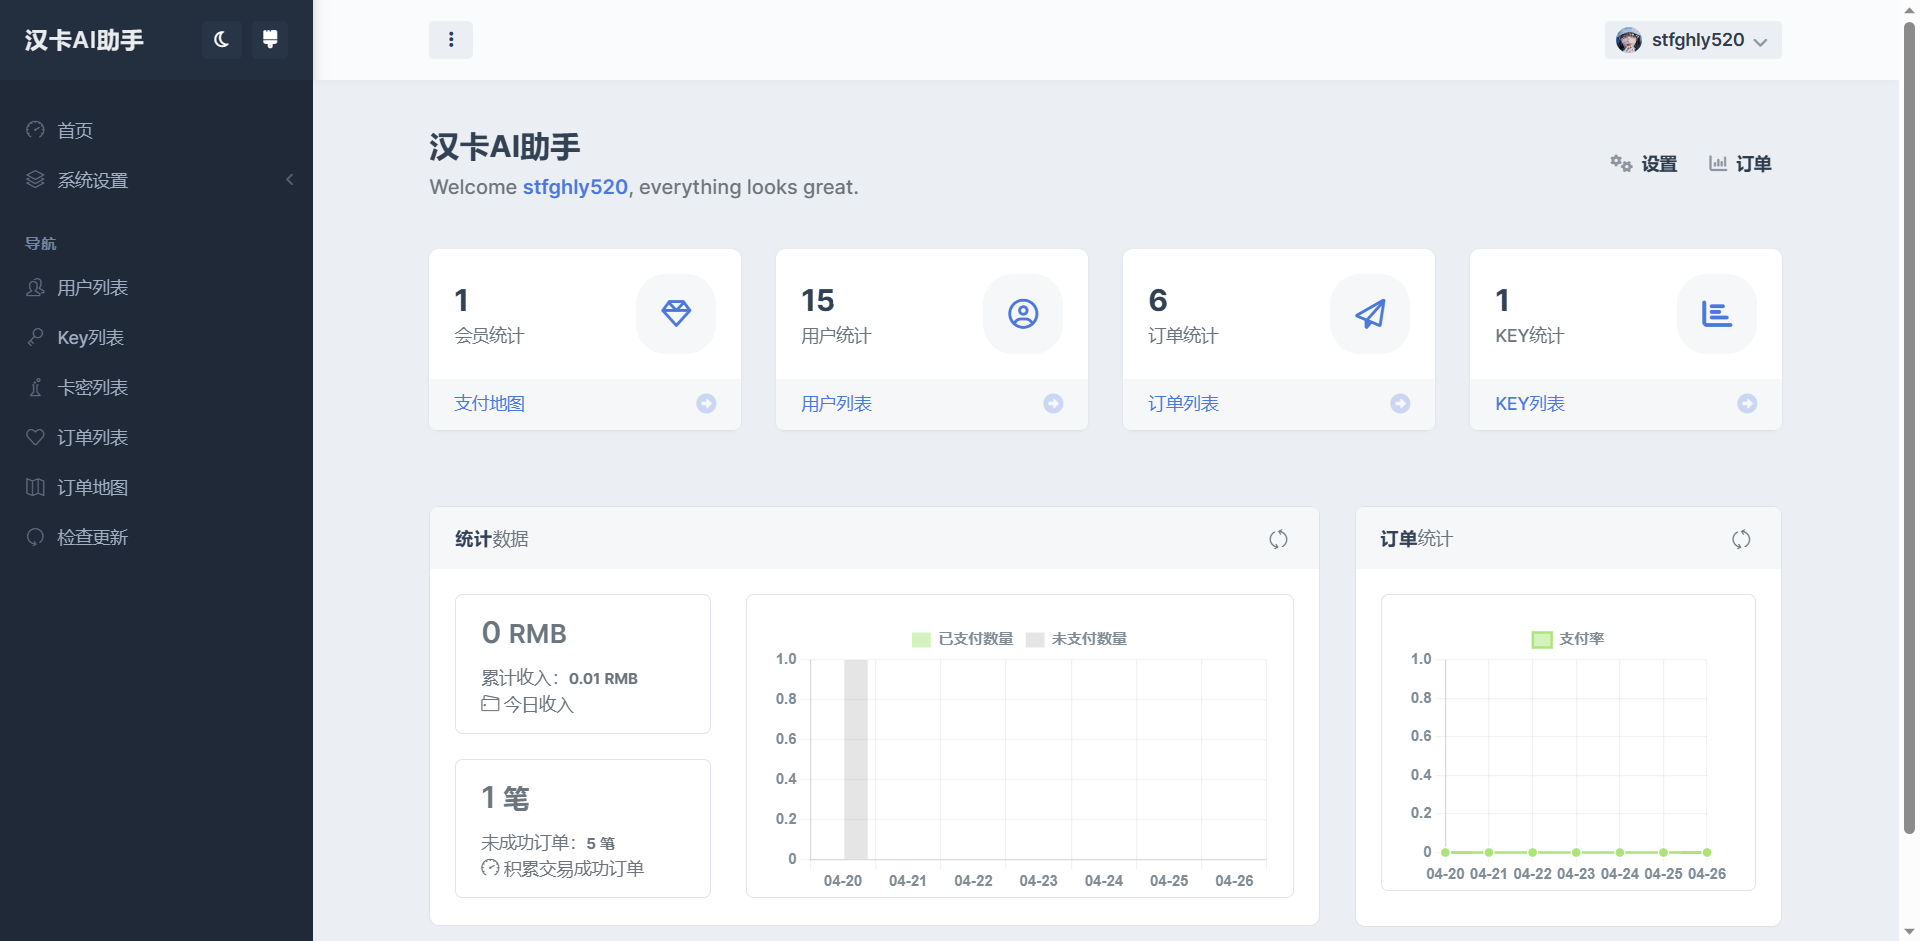 汉卡AI助手
首页
系统设置
导航
用户列表
Key列表
卡密列表
订单列表
订单地图
检查更新
stfghly520
汉卡AI助手
Welcome stfghly520, everything looks great.
设置
订单
1
会员统计
支付地图
15
用户统计
用户列表
6
订单统计
订单列表
1
KEY统计
KEY列表
统计数据
0 RMB
累计收入：0.01 RMB
今日收入
1 笔
未成功订单：5 笔
积累交易成功订单
已支付数量 未支付数量
1.0
0.8
0.6
0.4
0.2
0
04-20 04-21 04-22 04-23 04-24 04-25 04-26
订单统计
支付率
1.0
0.8
0.6
0.4
0.2
0
04-20 04-21 04-22 04-23 04-24 04-25 04-26